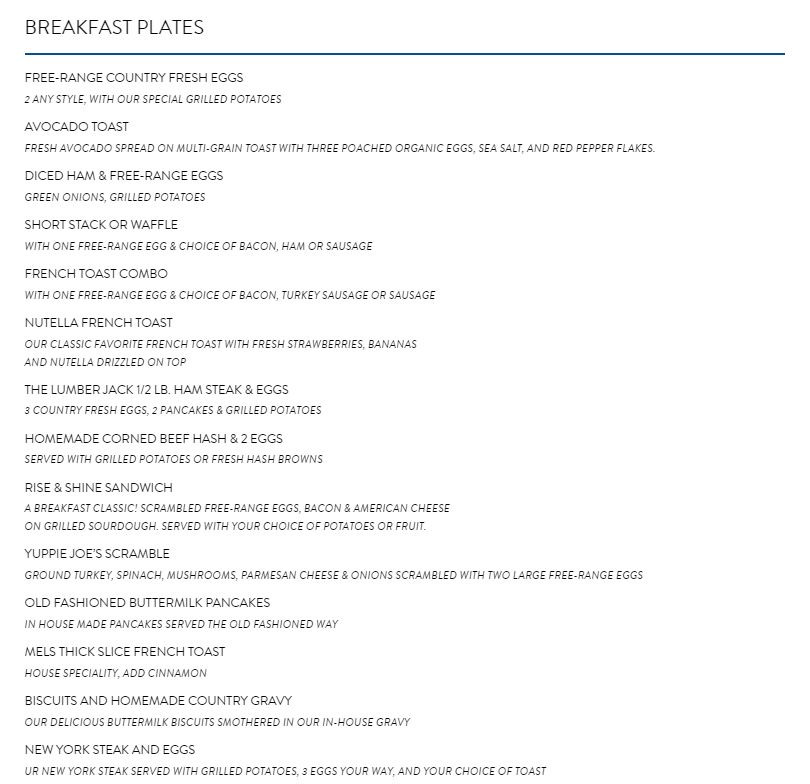 BREAKFAST PLATES
FREE-RANGE COUNTRY FRESH EGGS
2 ANY STYLE, WITH OUR SPECIAL GRILLED POTATOES
AVOCADO TOAST
FRESH AVOCADO SPREAD ON MULTI-GRAIN TOAST WITH THREE POACHED ORGANIC EGGS, SEA SALT, AND RED PEPPER FLAKES.
DICED HAM & FREE-RANGE EGGS
GREEN ONIONS, GRILLED POTATOES
SHORT STACK OR WAFFLE
WITH ONE FREE-RANGE EGG & CHOICE OF BACON, HAM OR SAUSAGE
FRENCH TOAST COMBO
WITH ONE FREE-RANGE EGG & CHOICE OF BACON, TURKEY SAUSAGE OR SAUSAGE
NUTELLA FRENCH TOAST
OUR CLASSIC FAVORITE FRENCH TOAST WITH FRESH STRAWBERRIES, BANANAS
AND NUTELLA DRIZZLED ON TOP
THE LUMBER JACK 1/2 LB. HAM STEAK & EGGS
3 COUNTRY FRESH EGGS, 2 PANCAKES & GRILLED POTATOES
HOMEMADE CORNED BEEF HASH & 2 EGGS
SERVED WITH GRILLED POTATOES OR FRESH HASH BROWNS
RISE & SHINE SANDWICH
A BREAKFAST CLASSIC! SCRAMBLED FREE-RANGE EGGS, BACON & AMERICAN CHEESE
ON GRILLED SOURDOUGH. SERVED WITH YOUR CHOICE OF POTATOES OR FRUIT.
YUPPIE JOE'S SCRAMBLE
GROUND TURKEY, SPINACH, MUSHROOMS, PARMESAN CHEESE & ONIONS SCRAMBLED WITH TWO LARGE FREE-RANGE EGGS
OLD FASHIONED BUTTERMILK PANCAKES
IN HOUSE MADE PANCAKES SERVED THE OLD FASHIONED WAY
MELS THICK SLICE FRENCH TOAST
HOUSE SPECIALITY, ADD CINNAMON
BISCUITS AND HOMEMADE COUNTRY GRAVY
OUR DELICIOUS BUTTERMILK BISCUITS SMOTHERED IN OUR IN-HOUSE GRAVY
NEW YORK STEAK AND EGGS
UR NEW YORK STEAK SERVED WITH GRILLED POTATOES, 3 EGGS YOUR WAY, AND YOUR CHOICE OF TOAST